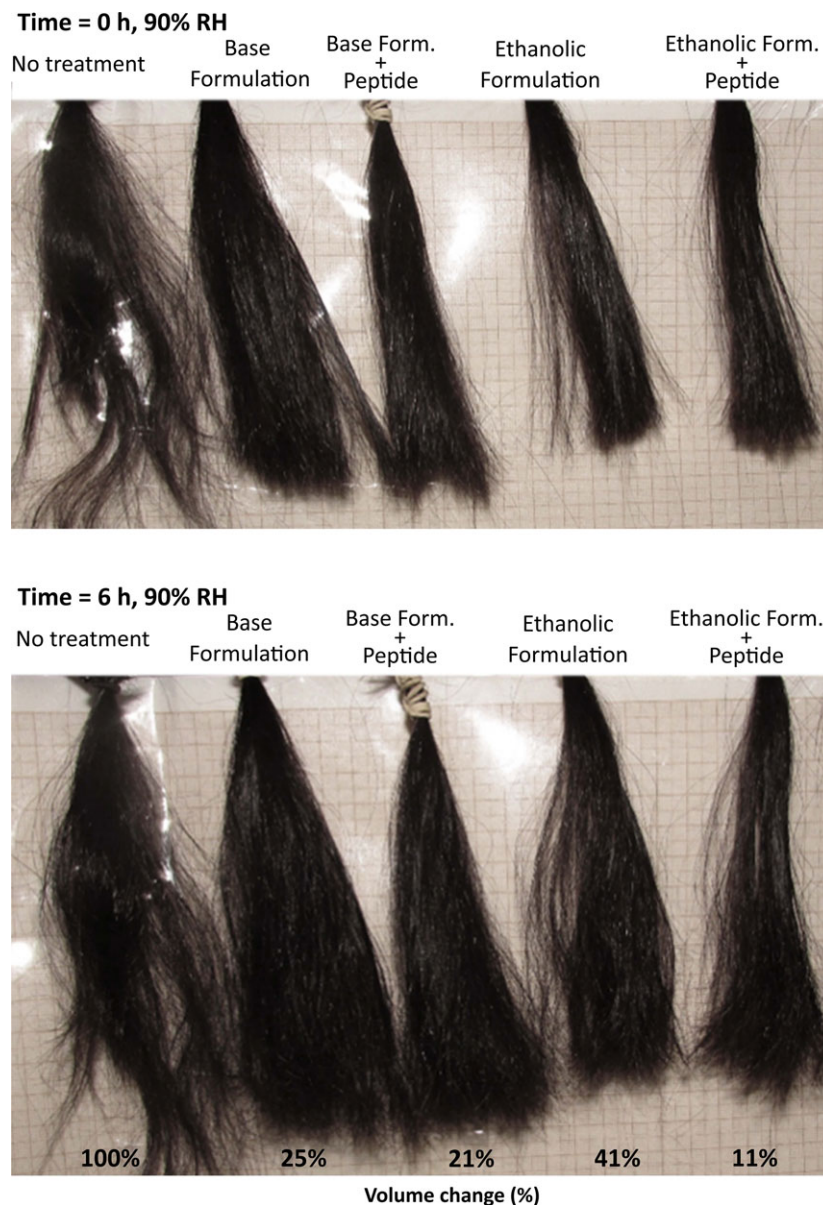 Time = 0 h, 90% RH
No treatment
Base
Formulation
Base Form.
+
Peptide
Ethanolic
Formulation
Ethanolic Form.
+
Peptide
Time = 6 h, 90% RH
No treatment
Base
Formulation
Base Form.
+
Peptide
Ethanolic
Formulation
Ethanolic Form.
+
Peptide
100% 25% 21% 41% 11%
Volume change (%)